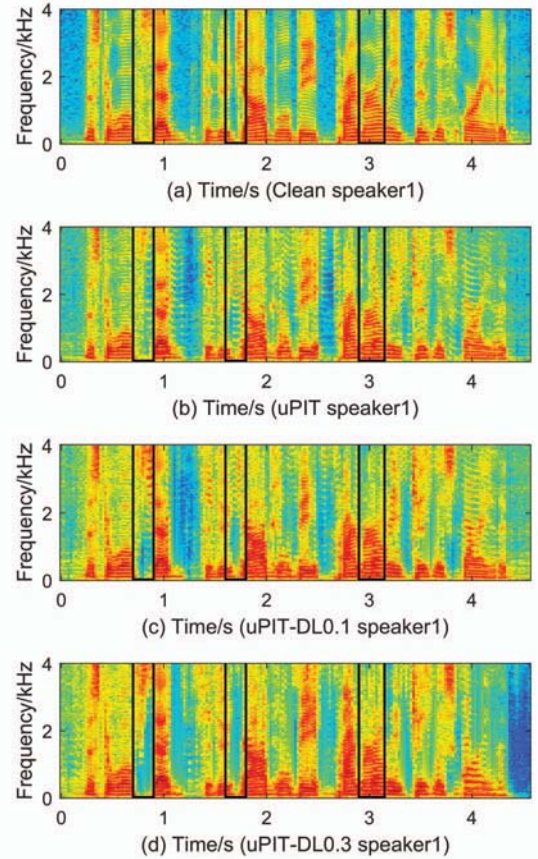 Frequency/kHz
4
2
0
0 1 2 3 4
(a) Time/s (Clean speaker1)
Frequency/kHz
4
2
0
0 1 2 3 4
(b) Time/s (uPIT speaker1)
Frequency/kHz
4
2
0
0 1 2 3 4
(c) Time/s (uPIT-DL0.1 speaker1)
Frequency/kHz
4
2
0
0 1 2 3 4
(d) Time/s (uPIT-DL0.3 speaker1)